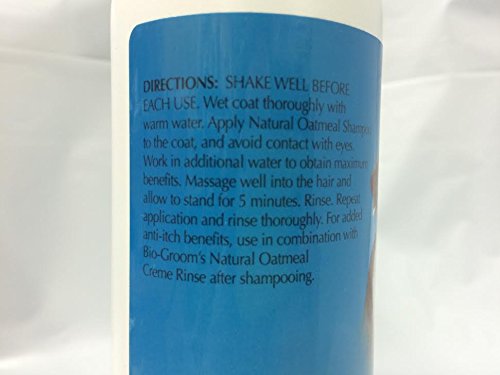 DIRECTIONS: SHAKE WELL BEFORE
EACH USE. Wet coat thoroughly with
warm water. Apply Natural Oatmeal Shampoo
to the coat, and avoid contact with eyes.
Work in additional water to obtain maximum
benefits. Massage well into the hair and
allow to stand for 5 minutes. Rinse. Repeat
application and rinse thoroughly. For added
anti-itch benefits, use in combination with
Bio-Groom's Natural Oatmeal
Creme Rinse after shampooing.